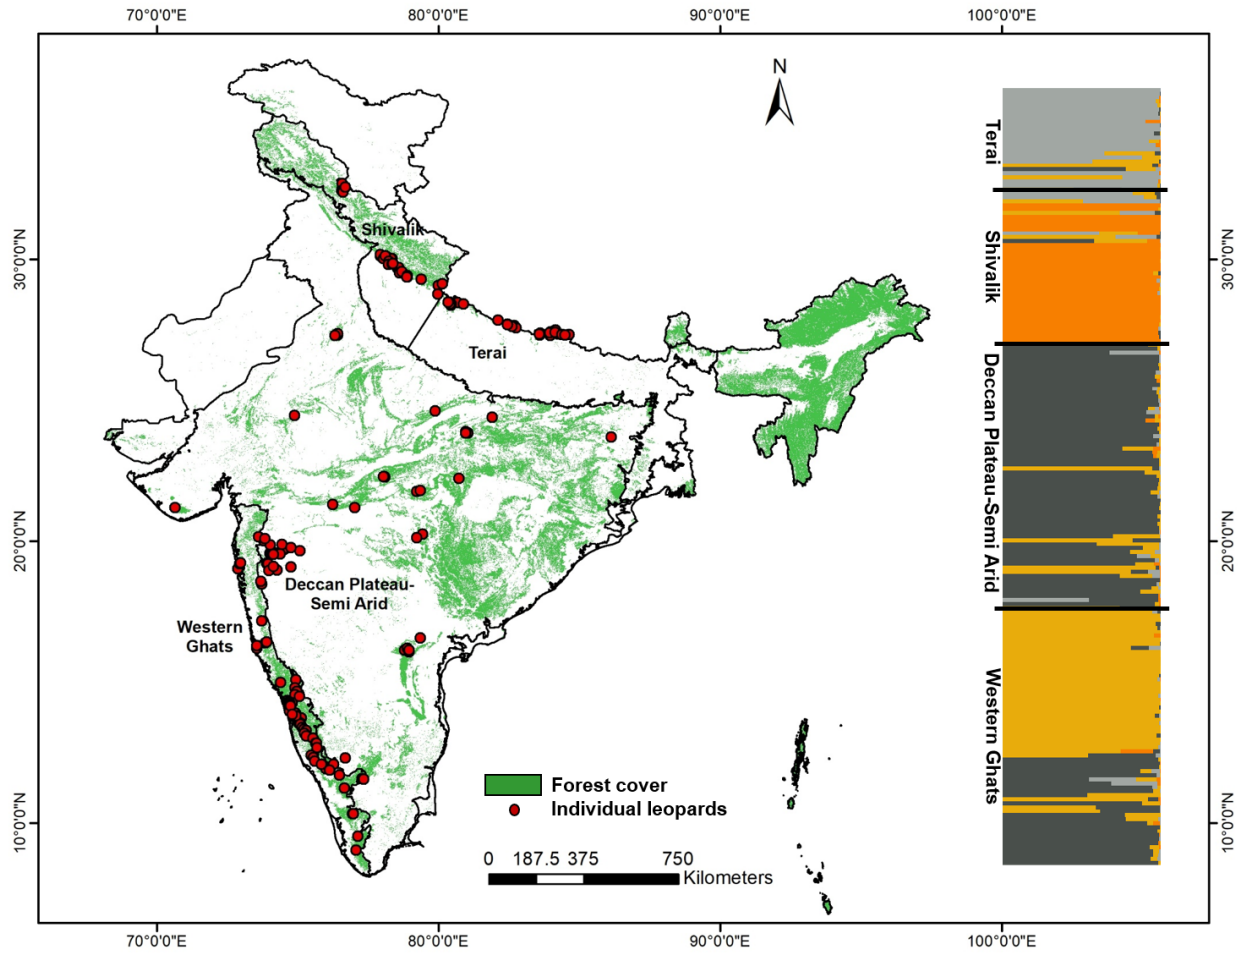 70°0'0"E
80°0'0"E
90°0'0"E
100°0'0"E
N
30°0'0"N
20°0'0"N
10°0'0"N
Shivalik
Terai
Deccan Plateau-
Semi Arid
Western
Ghats
Forest cover
Individual leopards
0 187.5 375 750
Kilometers
Terai
Shivalik
Deccan Plateau-Semi Arid
Western Ghats
30°0'0"N
20°0'0"N
10°0'0"N
70°0'0"E
80°0'0"E
90°0'0"E
100°0'0"E